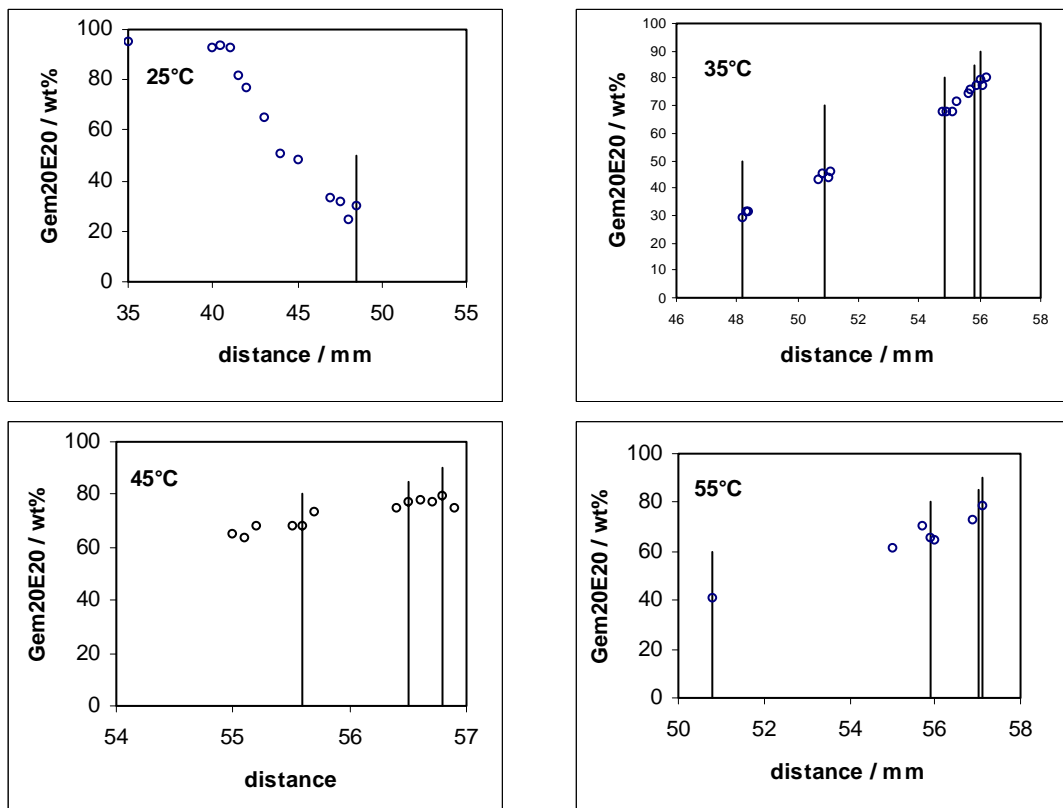 100
80
60
40
20
0
Gem20E20 / wt%
25°C
35 40 45 50 55
distance / mm
100
90
80
70
60
50
40
30
20
10
0
Gem20E20 / wt%
35°C
46 48 50 52 54 56 58
distance / mm
100
80
60
40
20
0
Gem20E20 / wt%
45°C
54 55 56 57
distance
100
80
60
40
20
0
Gem20E20 / wt%
55°C
50 52 54 56 58
distance / mm